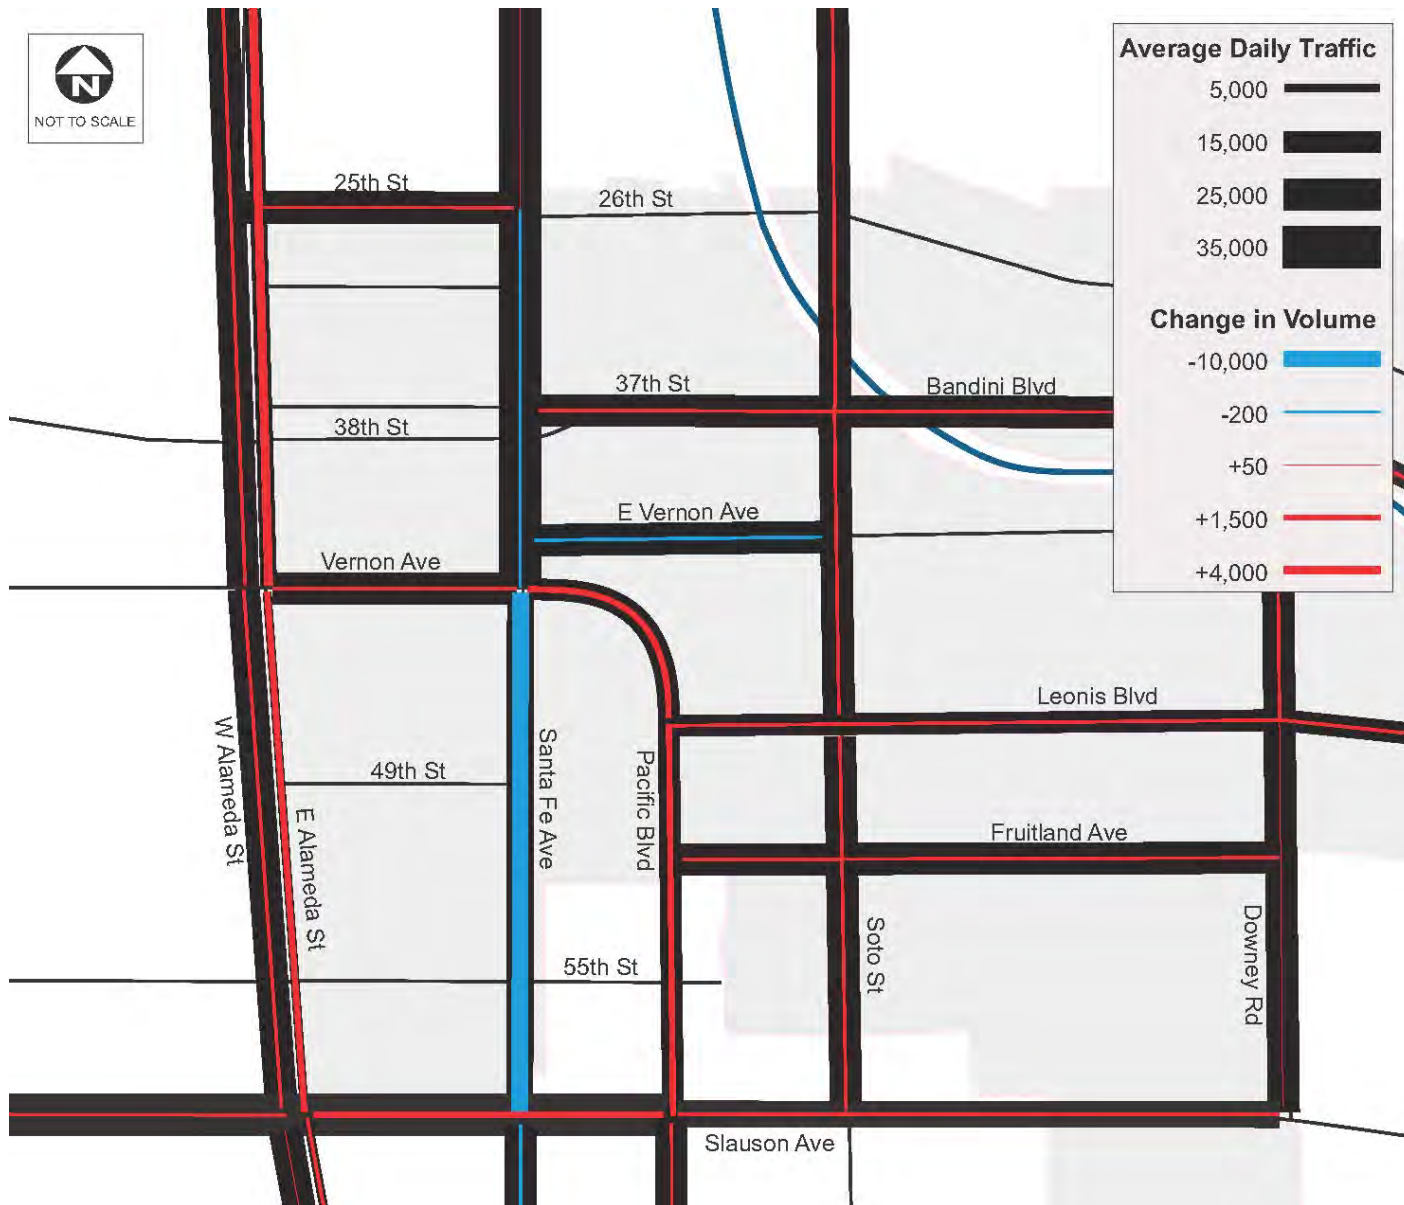 N
NOT TO SCALE
Average Daily Traffic
5,000
15,000
25,000
35,000
Change in Volume
-10,000
-200
+50
+1,500
+4,000
25th St
26th St
37th St
Bandini Blvd
38th St
E Vernon Ave
Vernon Ave
Leonis Blvd
W Alameda St
E Alameda St
49th St
Santa Fe Ave
Pacific Blvd
Fruitland Ave
Soto St
Downey Rd
55th St
Slauson Ave